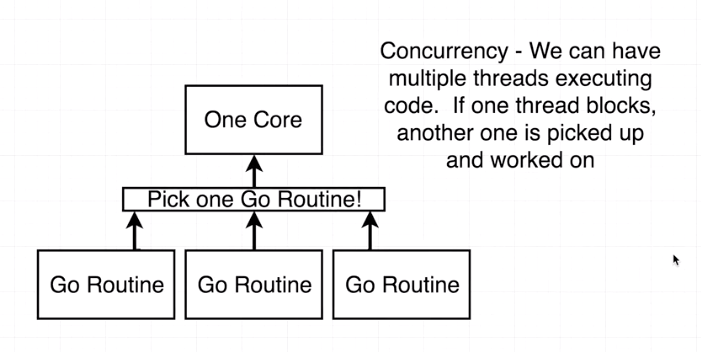 Concurrency - We can have
multiple threads executing
code.  If one thread blocks,
another one is picked up
and worked on
One Core
Pick one Go Routine!
Go Routine
Go Routine
Go Routine